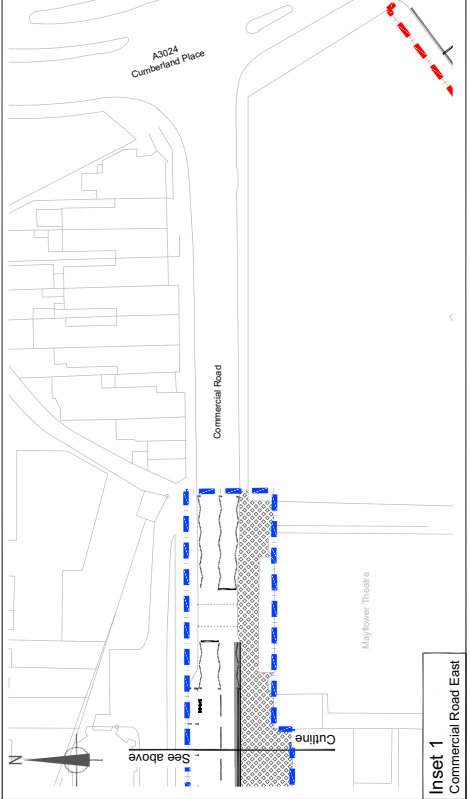 A3024
Cumberland Place
Commercial Road
Mayflower Theatre
N
See above
Cutline
Inset 1
Commercial Road East